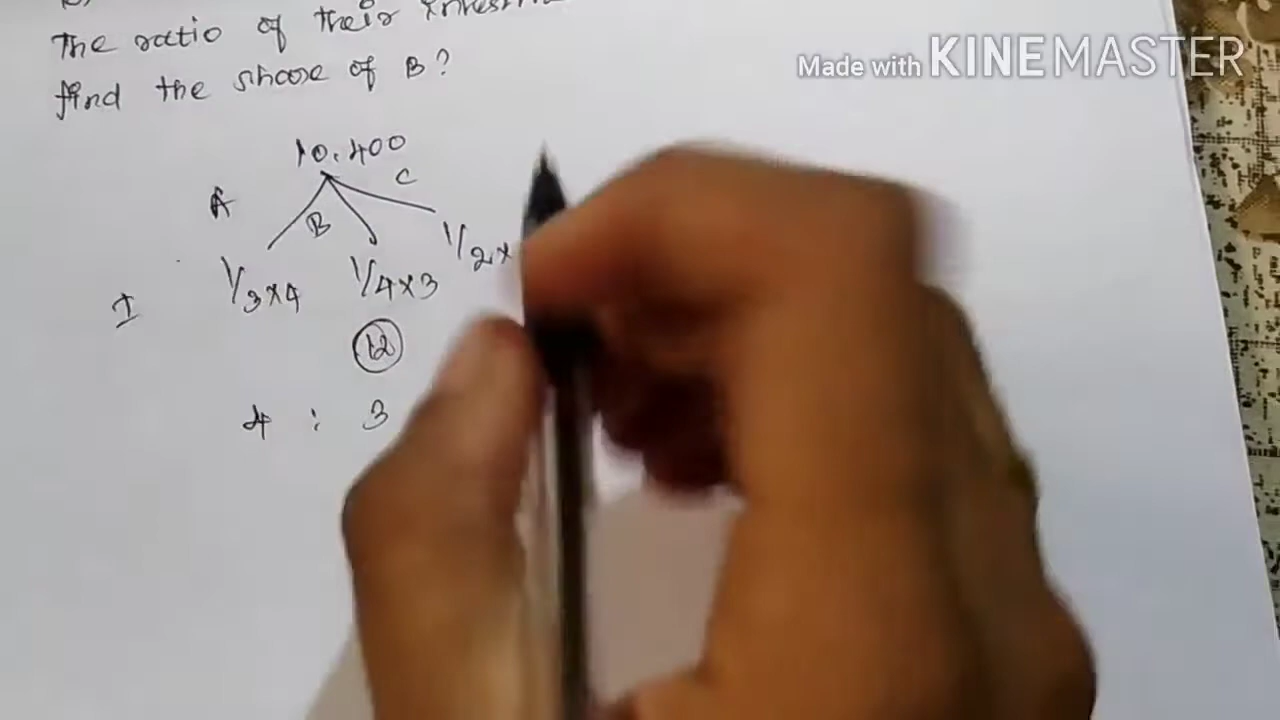 Made with KINEMASTER
The ratio of their
find the share of B?
10,400
A B C
I 1/3×4 1/4×3 1/2×
12
4 : 3